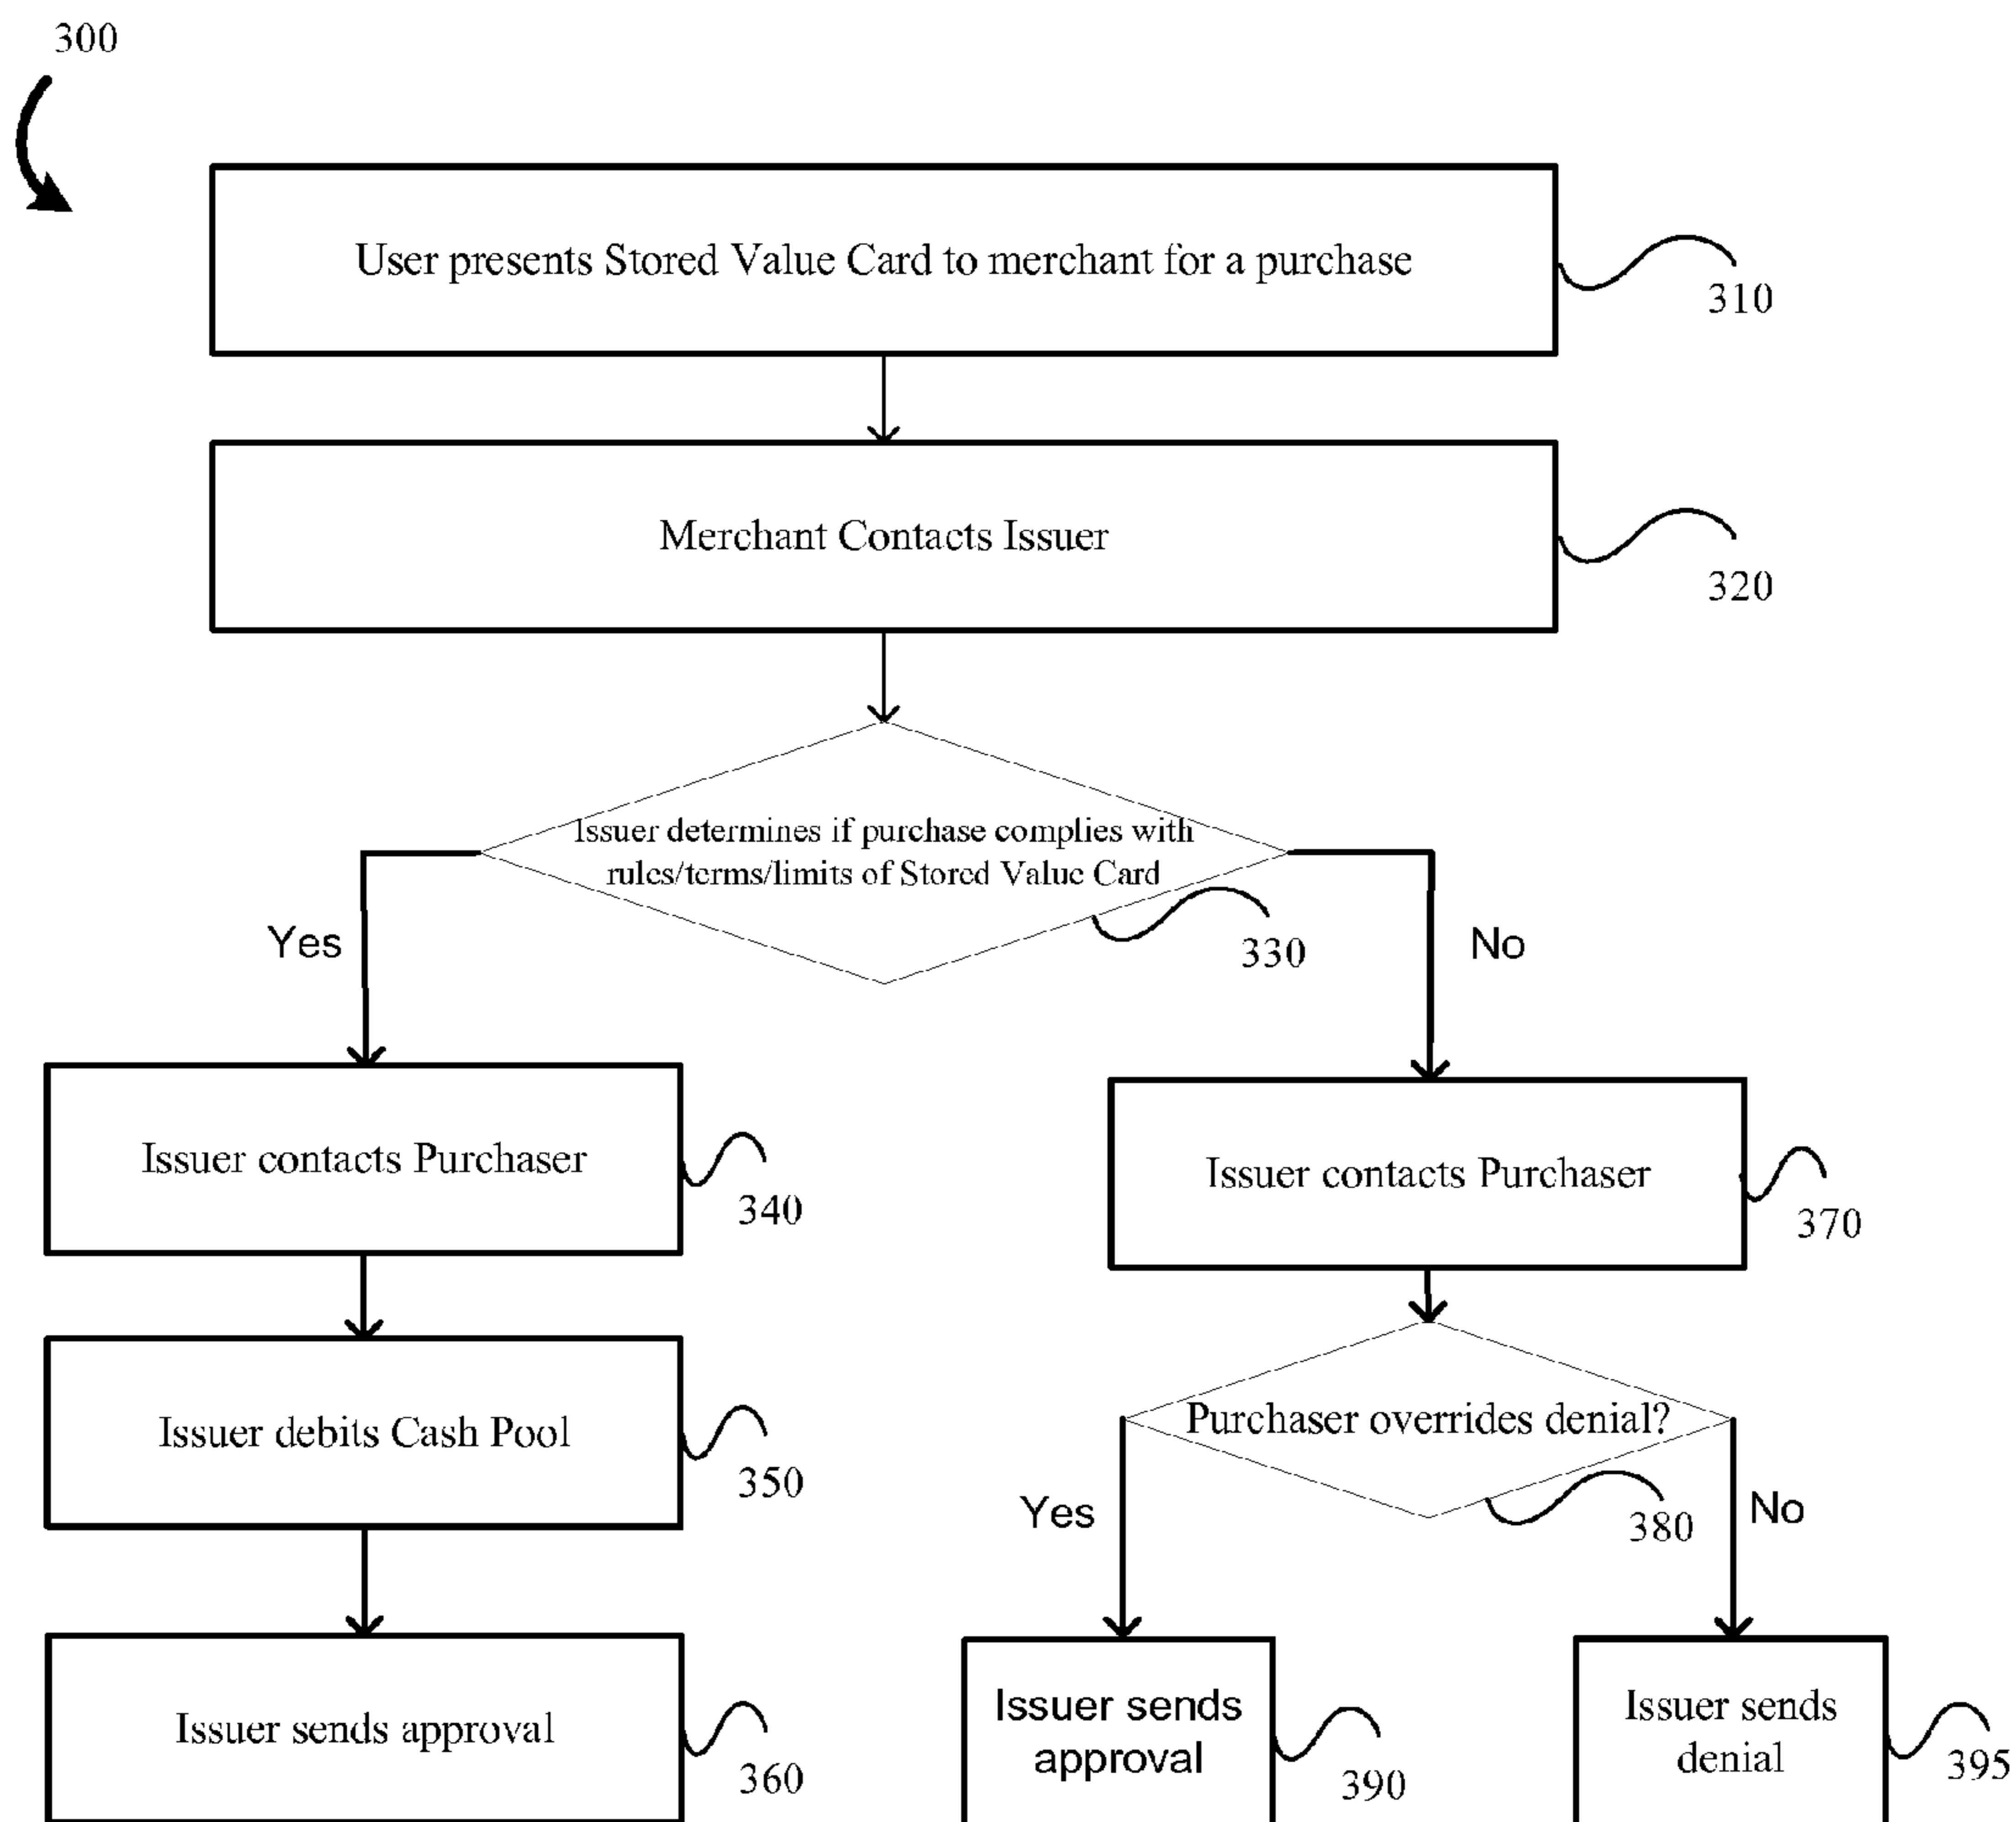 300
User presents Stored Value Card to merchant for a purchase
310
Merchant Contacts Issuer
320
Issuer determines if purchase complies with
rules/terms/limits of Stored Value Card
330
Yes
No
Issuer contacts Purchaser
340
Issuer contacts Purchaser
370
Issuer debits Cash Pool
350
Purchaser overrides denial?
380
Yes
No
Issuer sends approval
360
Issuer sends
approval
390
Issuer sends
denial
395